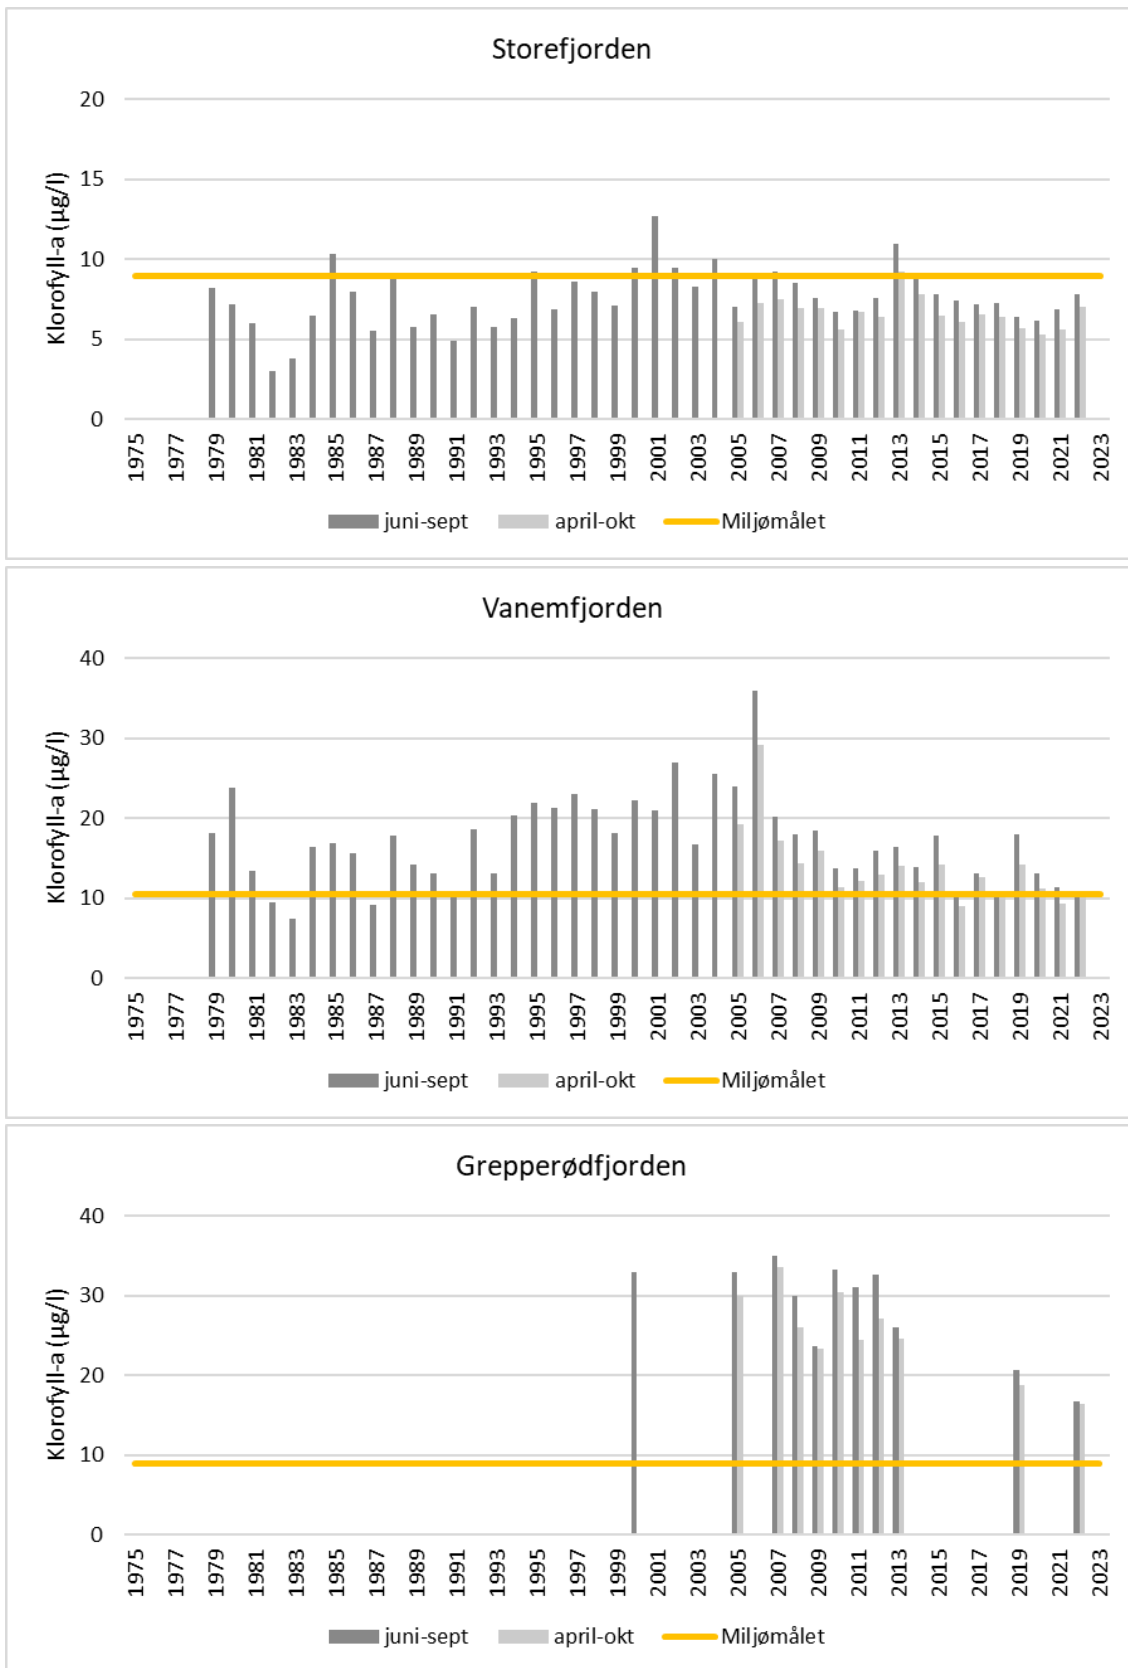 Storefjorden
20
15
10
5
0
Klorofyll-a (µg/l)
1975 1977 1979 1981 1983 1985 1987 1989 1991 1993 1995 1997 1999 2001 2003 2005 2007 2009 2011 2013 2015 2017 2019 2021 2023
juni-sept april-okt Miljømålet
Vanemfjorden
40
30
20
10
0
Klorofyll-a (µg/l)
1975 1977 1979 1981 1983 1985 1987 1989 1991 1993 1995 1997 1999 2001 2003 2005 2007 2009 2011 2013 2015 2017 2019 2021 2023
juni-sept april-okt Miljømålet
Grepperødfjorden
40
30
20
10
0
Klorofyll-a (µg/l)
1975 1977 1979 1981 1983 1985 1987 1989 1991 1993 1995 1997 1999 2001 2003 2005 2007 2009 2011 2013 2015 2017 2019 2021 2023
juni-sept april-okt Miljømålet